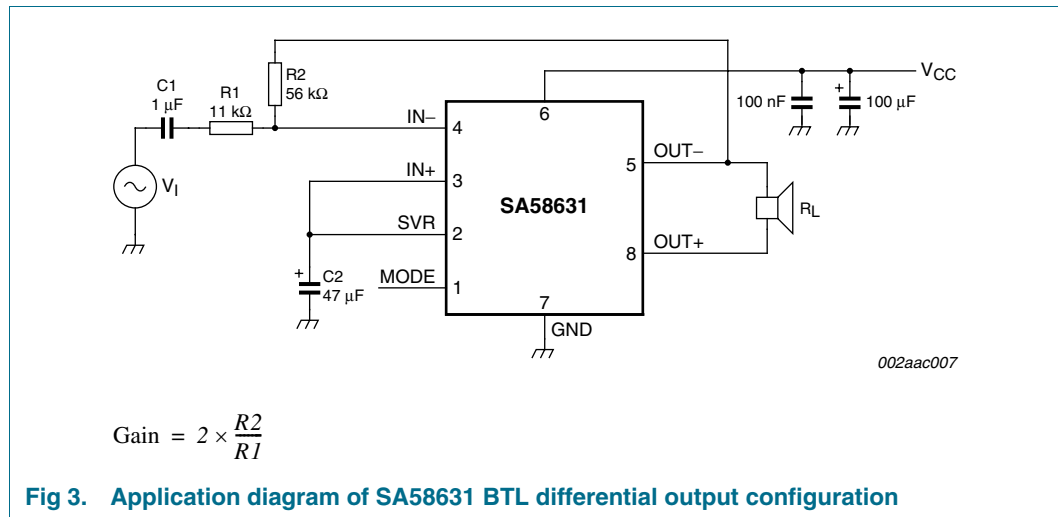 C1
1 μF
R1
11 kΩ
R2
56 kΩ
V_I
IN−
4
IN+
3
SVR
2
C2
47 μF
+
MODE
1
SA58631
6
5
OUT−
8
OUT+
7
GND
R_L
100 nF
+
100 μF
V_CC
002aac007
Gain = 2 × R2/R1
Fig 3. Application diagram of SA58631 BTL differential output configuration